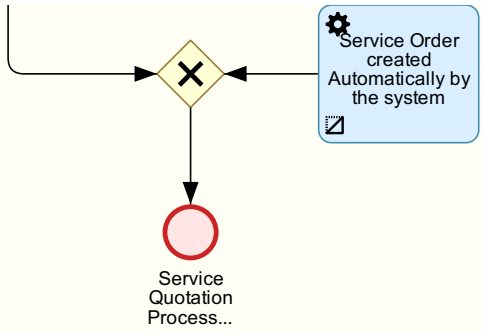 Service Order
created
Automatically by
the system
Service
Quotation
Process...